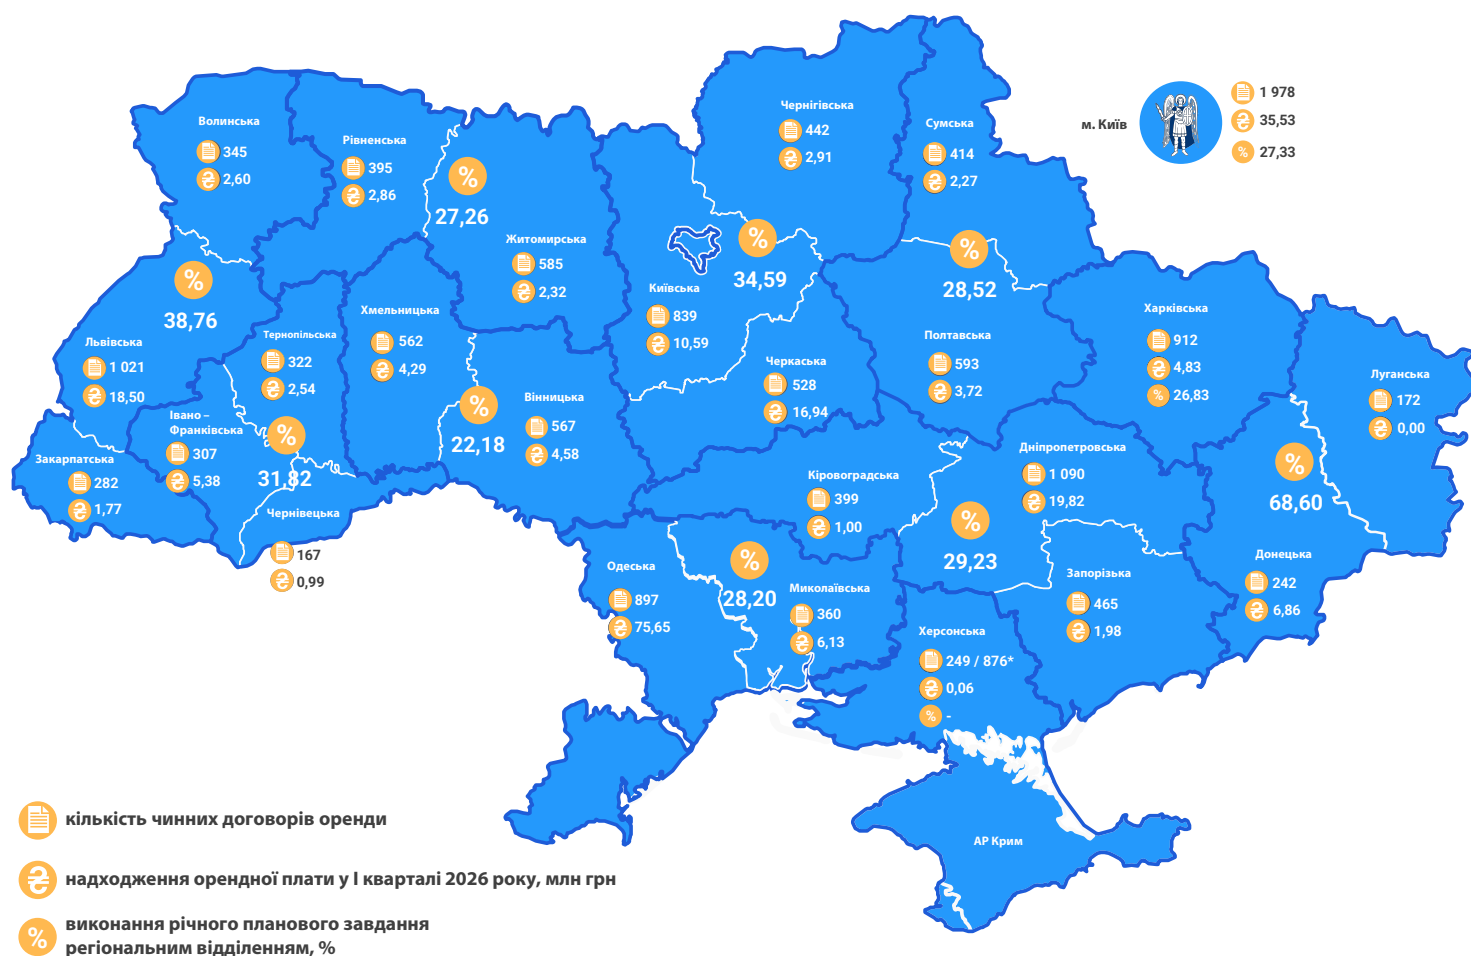 Волинська
345
2,60
Рівненська
395
2,86
%
27,26
Житомирська
585
2,32
Чернігівська
442
2,91
Сумська
414
2,27
м. Київ
1 978
35,53
% 27,33
%
38,76
Львівська
1 021
18,50
Тернопільська
322
2,54
Хмельницька
562
4,29
Київська
839
10,59
%
34,59
%
28,52
Полтавська
593
3,72
Харківська
912
4,83
% 26,83
Луганська
172
0,00
Черкаська
528
16,94
Вінницька
567
4,58
%
22,18
Івано –
Франківська
307
5,38
%
31,82
Закарпатська
282
1,77
Чернівецька
167
0,99
Кіровоградська
399
1,00
Дніпропетровська
1 090
19,82
%
29,23
%
68,60
Донецька
242
6,86
Запорізька
465
1,98
Одеська
897
75,65
%
28,20
Миколаївська
360
6,13
Херсонська
249 / 876*
0,06
% -
АР Крим
кількість чинних договорів оренди
надходження орендної плати у І кварталі 2026 року, млн грн
%
виконання річного планового завдання
регіональним відділенням, %